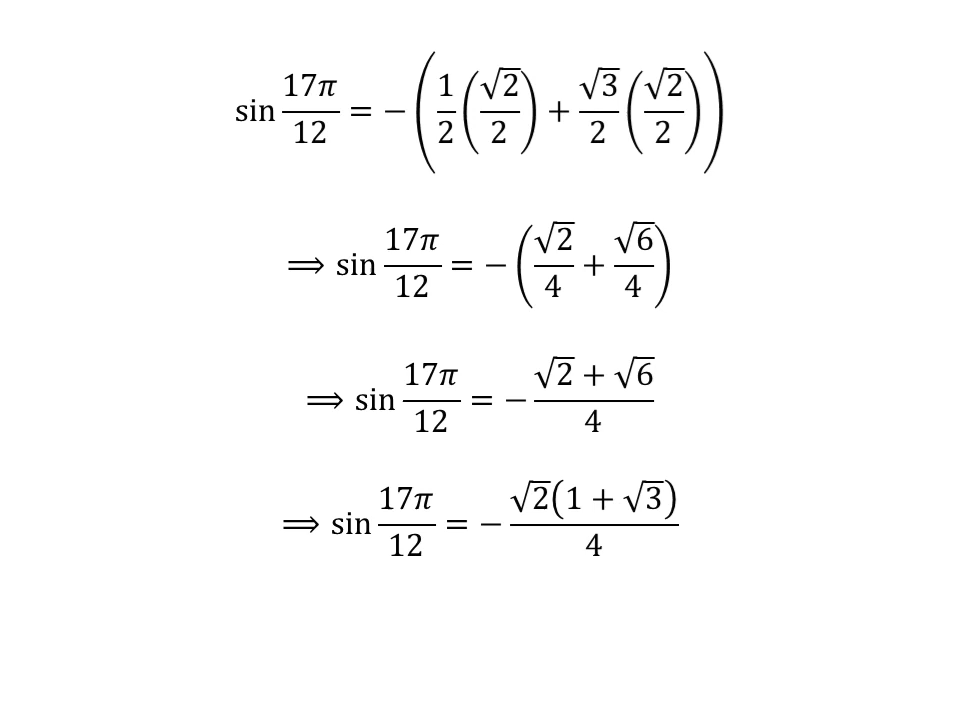 sin 17π/12 = −(1/2(√2/2) + √3/2(√2/2))
⟹ sin 17π/12 = −(√2/4 + √6/4)
⟹ sin 17π/12 = −(√2 + √6)/4
⟹ sin 17π/12 = −√2(1 + √3)/4